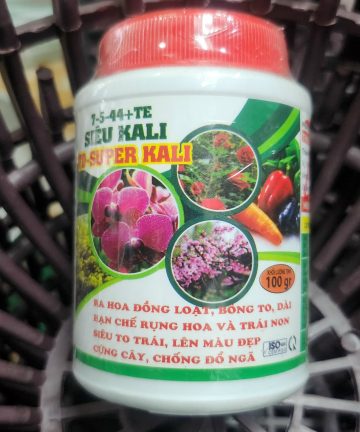 7-5-44+TE
SIÊU KALI
SUPER KALI
KHỐI LƯỢNG TỊNH
100 gr
RA HOA ĐỒNG LOẠT, BÔNG TO, DÀI
HẠN CHẾ RỤNG HOA VÀ TRÁI NON
SIÊU TO TRÁI, LÊN MÀU ĐẸP
CỨNG CÂY, CHỐNG ĐỔ NGÃ
ISO